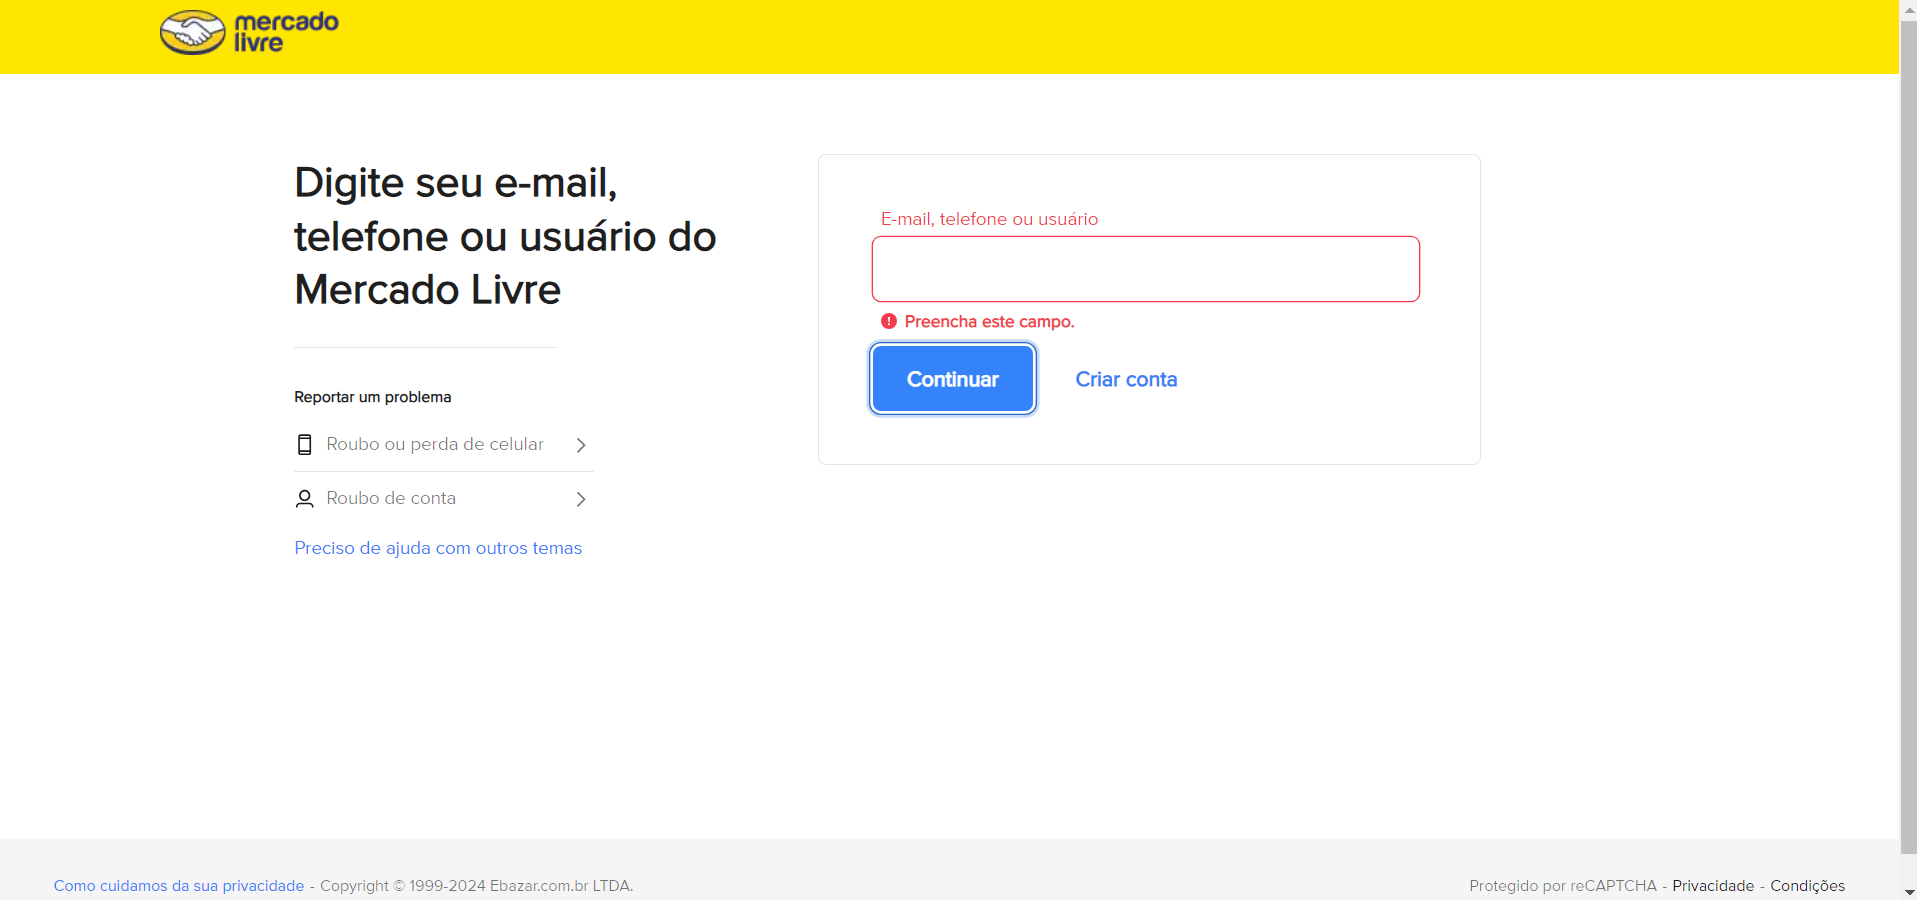 mercado
livre
Digite seu e-mail,
telefone ou usuário do
Mercado Livre
Reportar um problema
Roubo ou perda de celular
Roubo de conta
Preciso de ajuda com outros temas
E-mail, telefone ou usuário
Preencha este campo.
Continuar
Criar conta
Como cuidamos da sua privacidade - Copyright © 1999-2024 Ebazar.com.br LTDA.
Protegido por reCAPTCHA - Privacidade - Condições